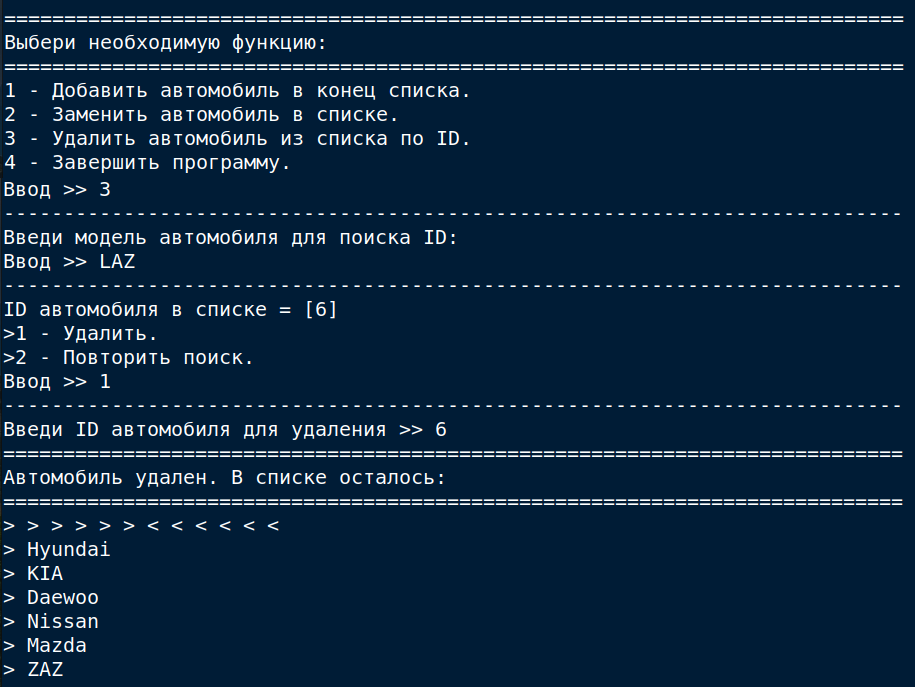 ===========================================================================
Выбери необходимую функцию:
===========================================================================
1 - Добавить автомобиль в конец списка.
2 - Заменить автомобиль в списке.
3 - Удалить автомобиль из списка по ID.
4 - Завершить программу.
Ввод >> 3
---------------------------------------------------------------------------
Введи модель автомобиля для поиска ID:
Ввод >> LAZ
---------------------------------------------------------------------------
ID автомобиля в списке = [6]
>1 - Удалить.
>2 - Повторить поиск.
Ввод >> 1
---------------------------------------------------------------------------
Введи ID автомобиля для удаления >> 6
===========================================================================
Автомобиль удален. В списке осталось:
===========================================================================
> > > > > > < < < < < <
> Hyundai
> KIA
> Daewoo
> Nissan
> Mazda
> ZAZ